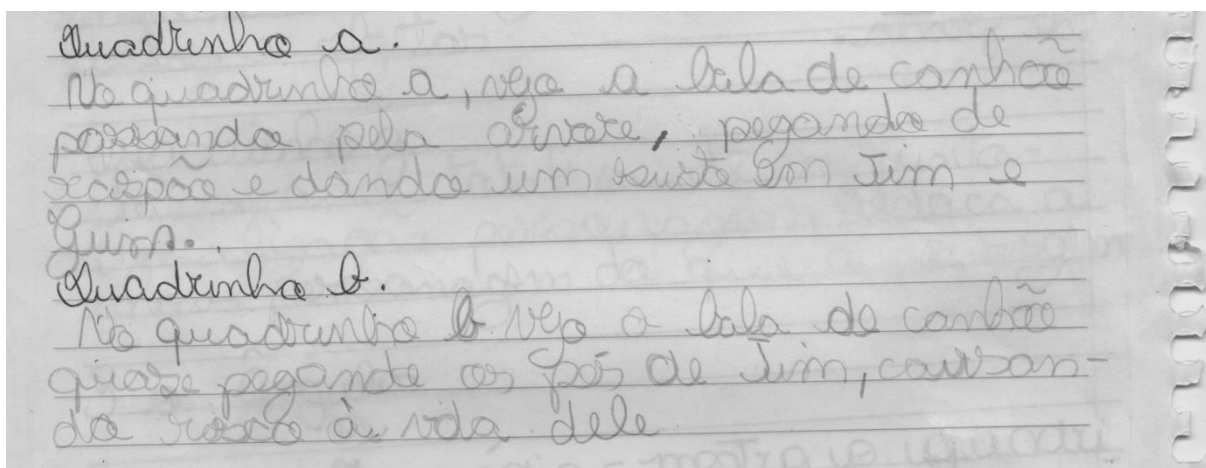 Quadrinho a.
No quadrinho a, vejo a bala de canhão
passando pela árvore, pegando de
raspão e dando um susto em Jim e
Guim.
Quadrinho b.
No quadrinho b vejo a bala de canhão
quase pegando os pés de Jim, causan-
do risco à vida dele